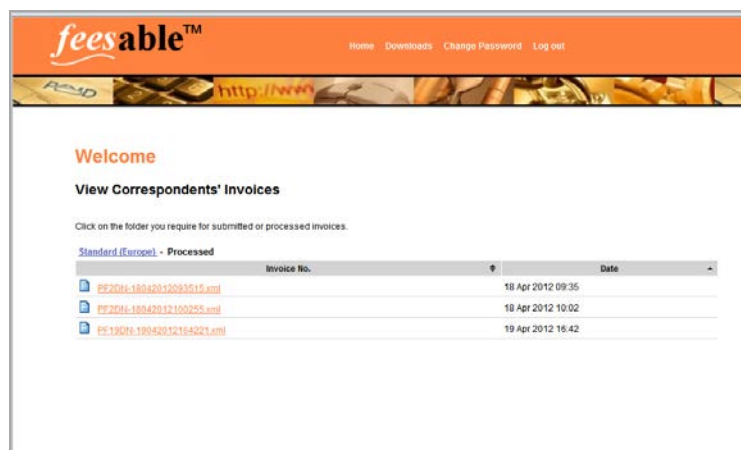 feesable™
Home Downloads Change Password Log out
http://www
Welcome
View Correspondents' Invoices
Click on the folder you require for submitted or processed invoices.
Standard (Europe) - Processed
Invoice No. Date
PF2DN-18042012093515.xml 18 Apr 2012 09:35
PF2DN-18042012100255.xml 18 Apr 2012 10:02
PF19DN-19042012164221.xml 19 Apr 2012 16:42